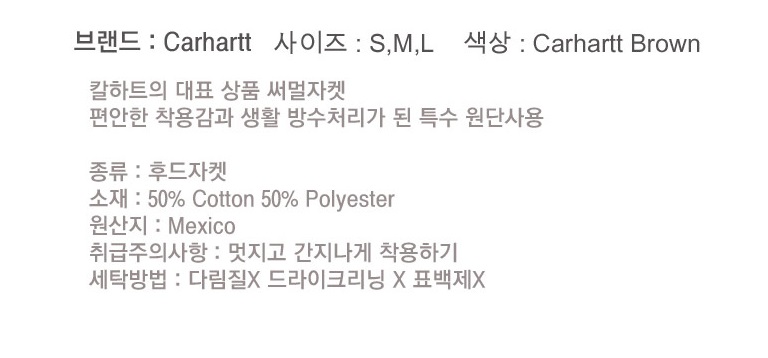 브랜드 : Carhartt 사이즈 : S,M,L 색상 : Carhartt Brown
칼하트의 대표 상품 써멀자켓
편안한 착용감과 생활 방수처리가 된 특수 원단사용
종류 : 후드자켓
소재 : 50% Cotton 50% Polyester
원산지 : Mexico
취급주의사항 : 멋지고 간지나게 착용하기
세탁방법 : 다림질X 드라이크리닝 X 표백제X